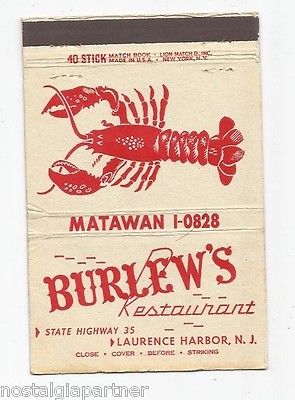 40 STICK MATCH BOOK · LION MATCH CO., INC.
MADE IN U.S.A. · NEW YORK, N.Y.
MATAWAN 1-0828
BURLEW'S
Restaurant
STATE HIGHWAY 35
LAURENCE HARBOR, N. J.
CLOSE · COVER · BEFORE · STRIKING
nostalgiapartner